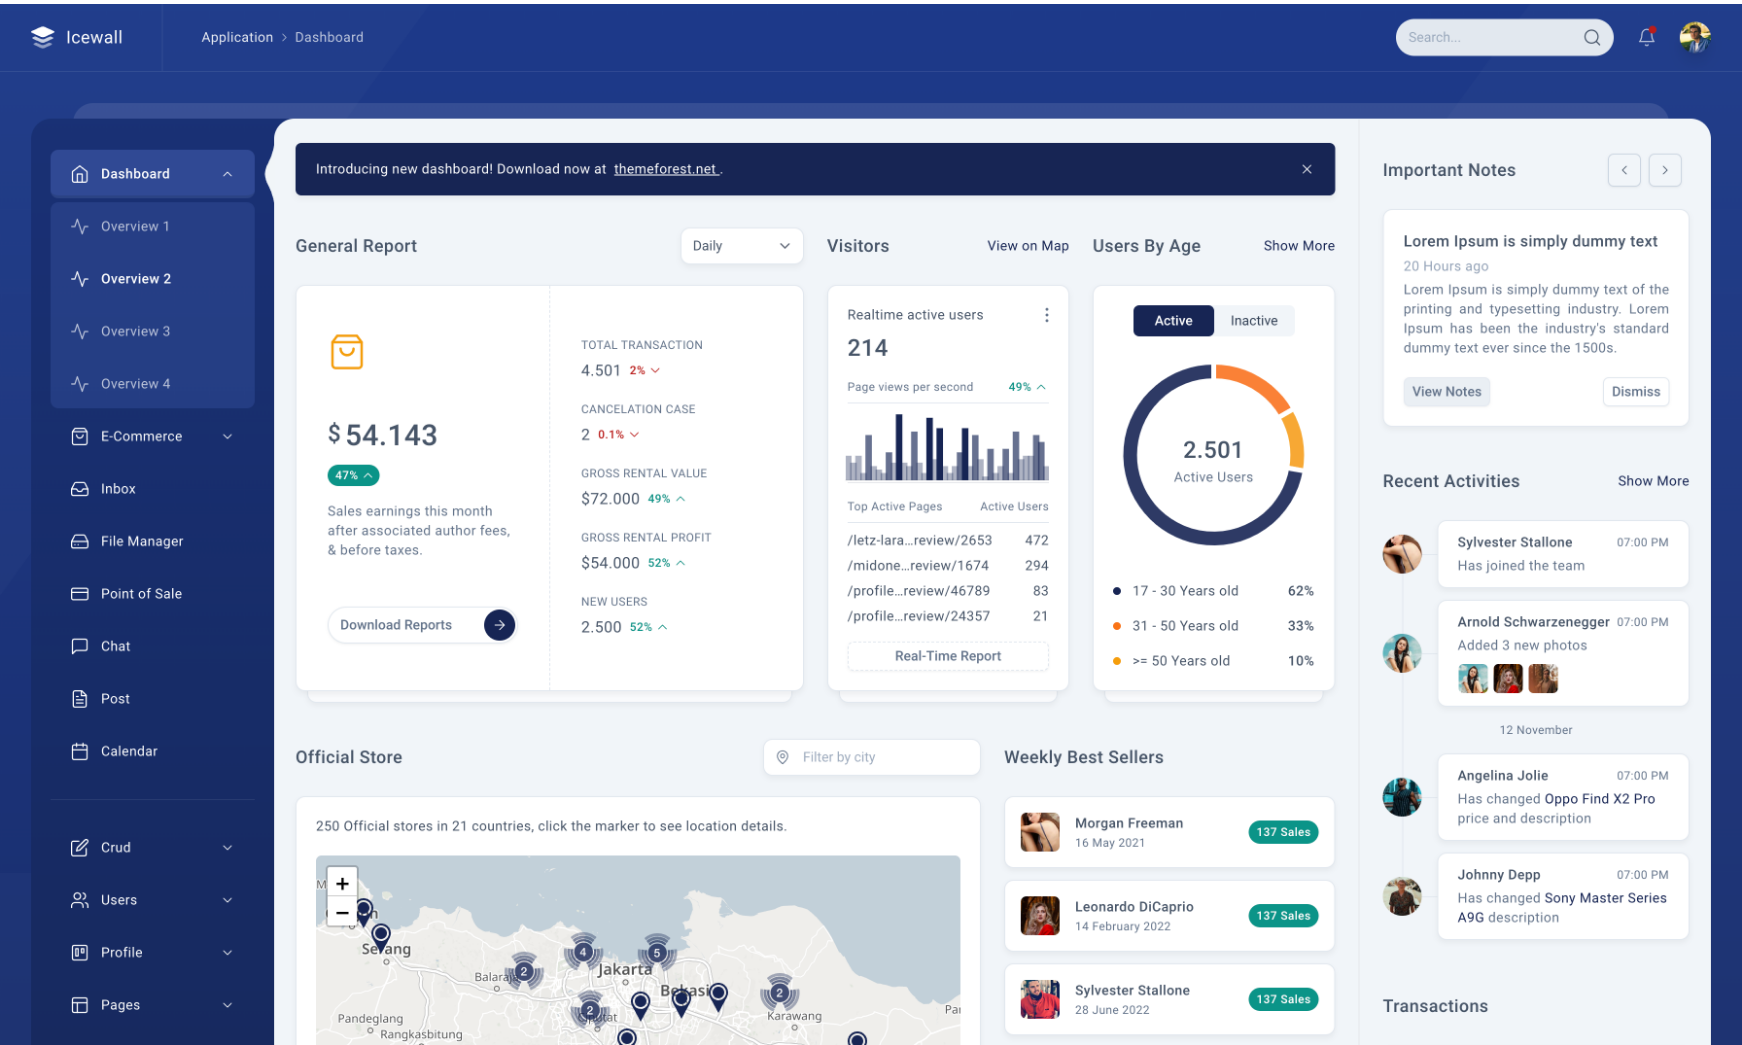 Icewall
Application > Dashboard
Search...
Dashboard
Overview 1
Overview 2
Overview 3
Overview 4
E-Commerce
Inbox
File Manager
Point of Sale
Chat
Post
Calendar
Crud
Users
Profile
Pages
Introducing new dashboard! Download now at themeforest.net .
General Report
Daily
$ 54.143
47%
Sales earnings this month
after associated author fees,
& before taxes.
Download Reports
TOTAL TRANSACTION
4.501 2%
CANCELATION CASE
2 0.1%
GROSS RENTAL VALUE
$72.000 49%
GROSS RENTAL PROFIT
$54.000 52%
NEW USERS
2.500 52%
Visitors
View on Map
Realtime active users
214
Page views per second 49%
Top Active Pages Active Users
/letz-lara...review/2653 472
/midone...review/1674 294
/profile...review/46789 83
/profile...review/24357 21
Real-Time Report
Users By Age
Show More
Active Inactive
2.501
Active Users
17 - 30 Years old 62%
31 - 50 Years old 33%
>= 50 Years old 10%
Official Store
Filter by city
250 Official stores in 21 countries, click the marker to see location details.
+
−
Serang
4
5
2
Jakarta
Bekasi
2
2
Karawang
Pandeglang
Rangkasbitung
Weekly Best Sellers
Morgan Freeman
16 May 2021
137 Sales
Leonardo DiCaprio
14 February 2022
137 Sales
Sylvester Stallone
28 June 2022
137 Sales
Important Notes
Lorem Ipsum is simply dummy text
20 Hours ago
Lorem Ipsum is simply dummy text of the
printing and typesetting industry. Lorem
Ipsum has been the industry's standard
dummy text ever since the 1500s.
View Notes Dismiss
Recent Activities
Show More
Sylvester Stallone 07:00 PM
Has joined the team
Arnold Schwarzenegger 07:00 PM
Added 3 new photos
12 November
Angelina Jolie 07:00 PM
Has changed Oppo Find X2 Pro
price and description
Johnny Depp 07:00 PM
Has changed Sony Master Series
A9G description
Transactions